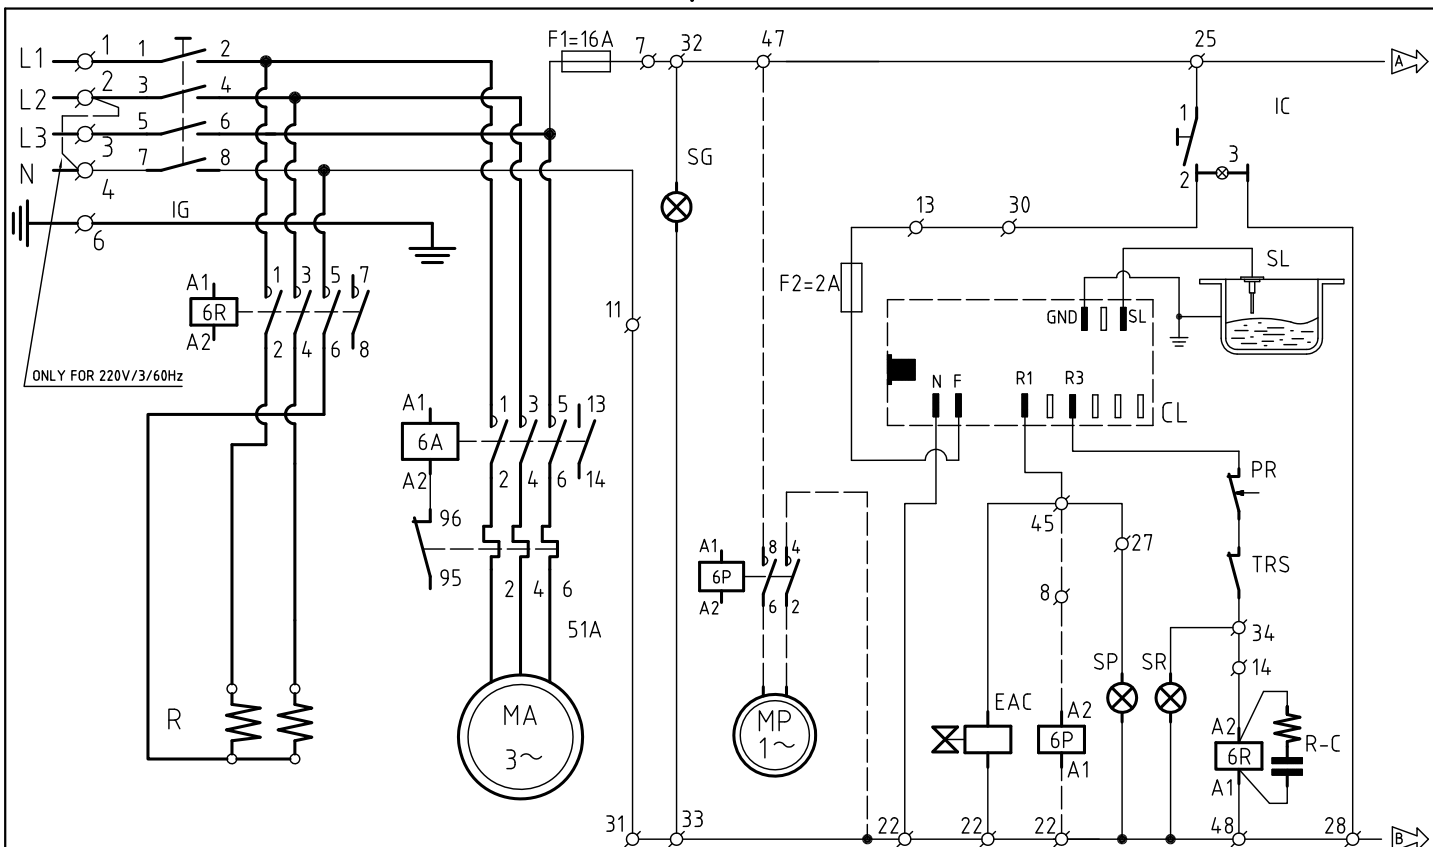 L1 1 1 2
L2 2 3 4
L3 3 5 6
N 4 7 8
IG
6
F1=16A 7 32 47 25
A
SG
IC
1
2 3
13 30
F2=2A
SL
GND SL
N F R1 R3
CL
A1
6R
A2
1 3 5 7
2 4 6 8
ONLY FOR 220V/3/60Hz
11
A1
6A
A2
1 3 5 13
2 4 6 14
96
95
2 4 6
51A
A1
6P
A2
8 4
6 2
45
27
8
PR
TRS
34
14
SP SR
R
MA
3~
MP
1~
EAC
A2
6P
A1
A2
6R
A1
R-C
31 33 22 22 22 48 28
B